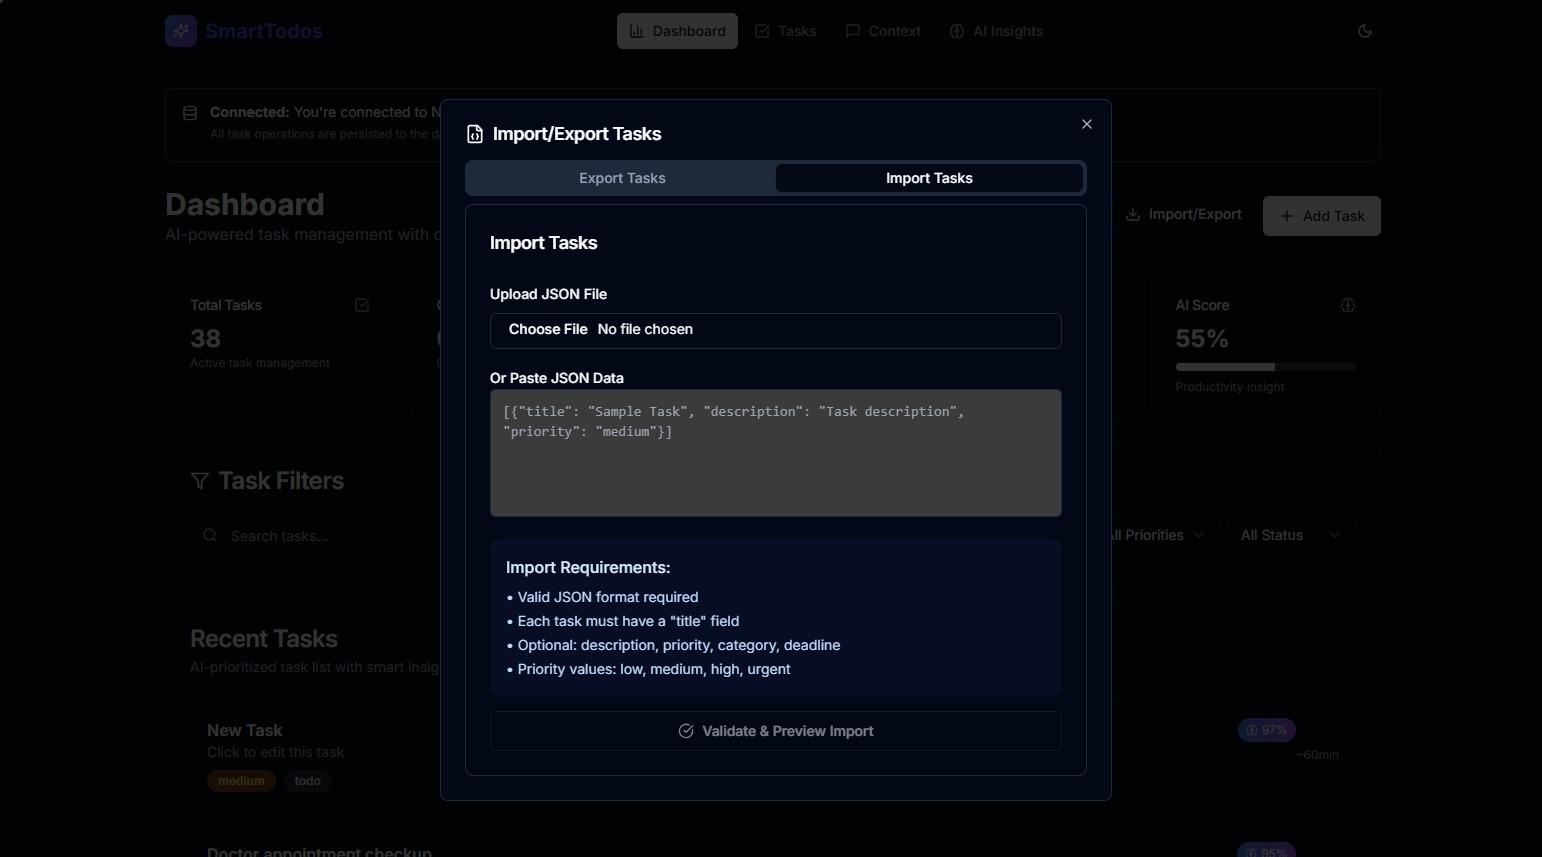 SmartTodos
Dashboard
Tasks
Context
AI Insights
Connected: You're connected to N
All task operations are persisted to the da
Dashboard
AI-powered task management with c
Import/Export
Add Task
Total Tasks
38
Active task management
AI Score
55%
Productivity insight
Task Filters
Search tasks...
All Priorities
All Status
Recent Tasks
AI-prioritized task list with smart insig
New Task
Click to edit this task
medium
todo
97%
~60min
Doctor appointment checkup
95%
Import/Export Tasks
Export Tasks
Import Tasks
Import Tasks
Upload JSON File
Choose File No file chosen
Or Paste JSON Data
[{"title": "Sample Task", "description": "Task description",
"priority": "medium"}]
Import Requirements:
• Valid JSON format required
• Each task must have a "title" field
• Optional: description, priority, category, deadline
• Priority values: low, medium, high, urgent
Validate & Preview Import